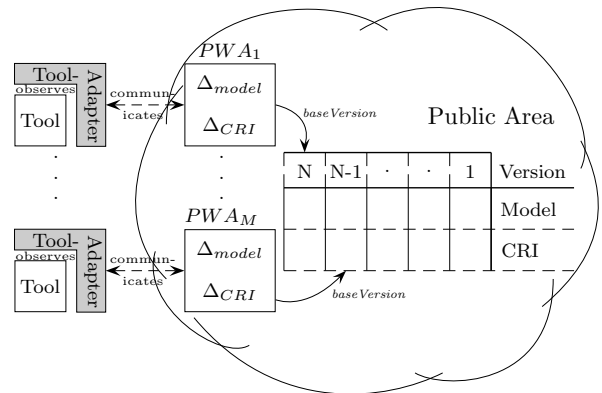 PWA1
Tool-
Adapter
observes
Tool
commun-
icates
Δmodel
ΔCRI
baseVersion
Public Area
N N-1 · · 1 Version
Model
CRI
PWAM
Tool-
Adapter
observes
Tool
commun-
icates
Δmodel
ΔCRI
baseVersion